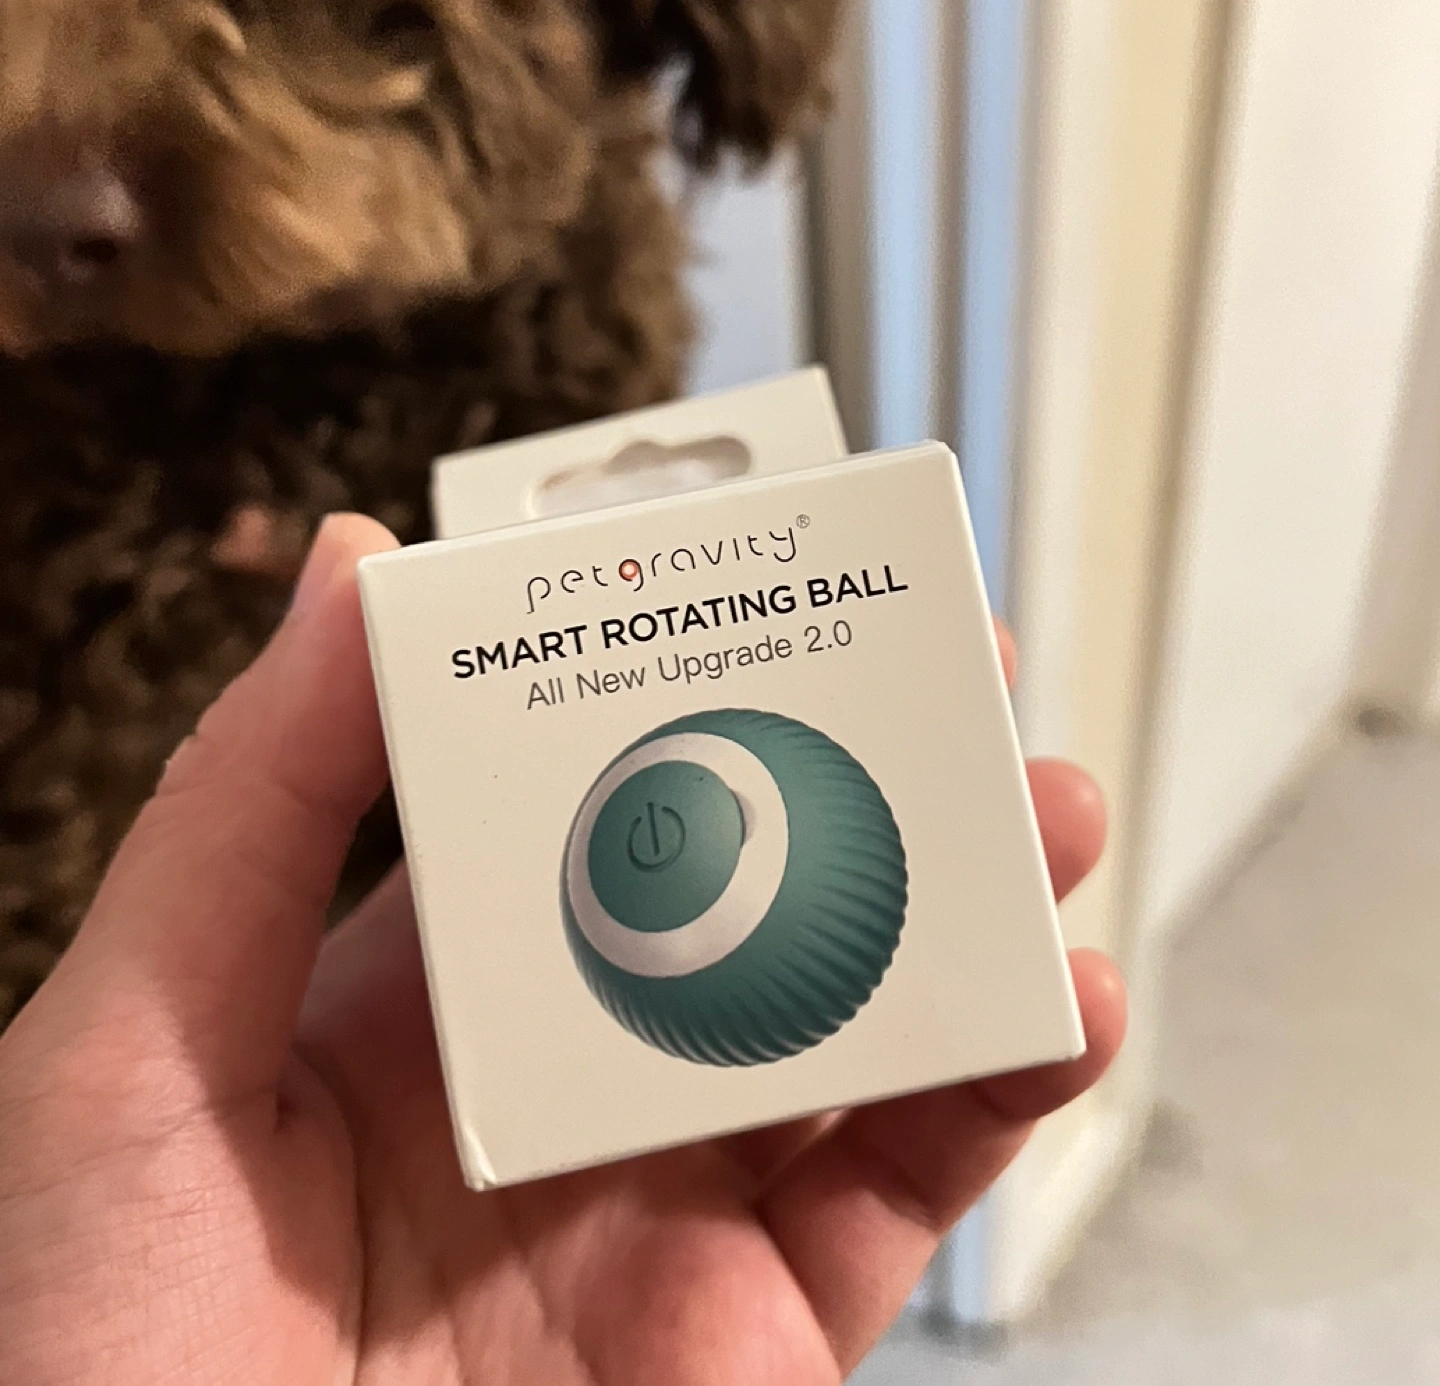 petgravity®
SMART ROTATING BALL
All New Upgrade 2.0